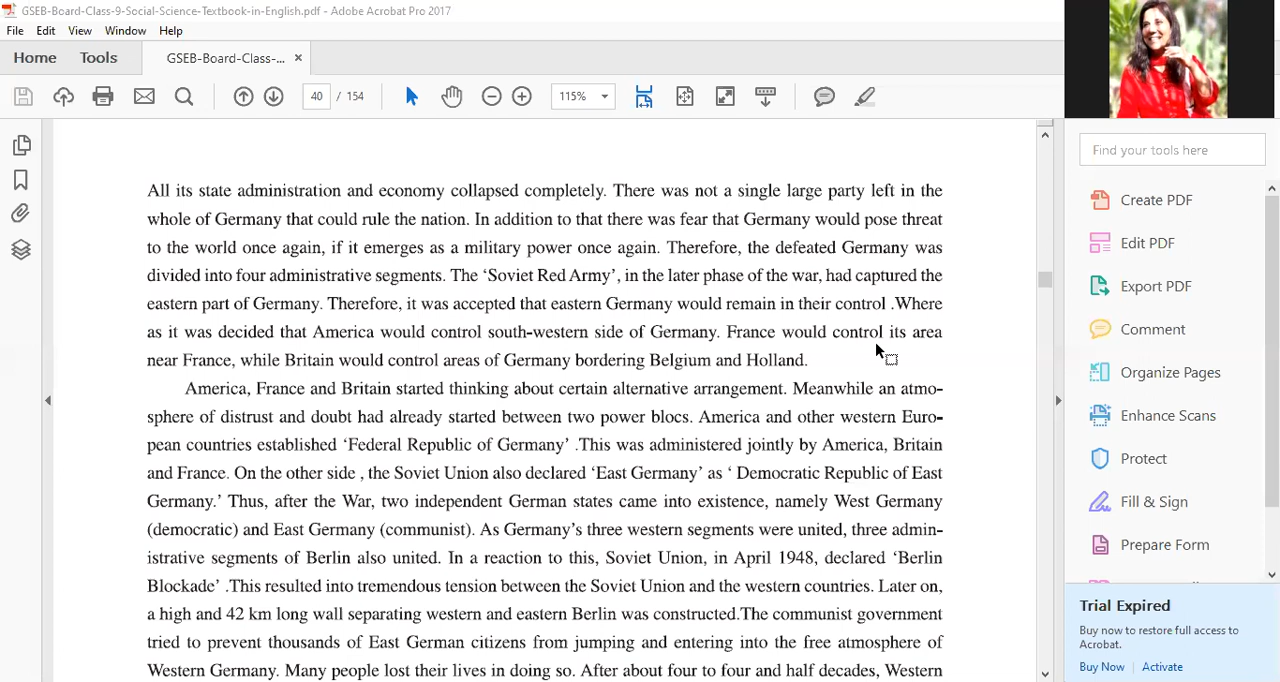 GSEB-Board-Class-9-Social-Science-Textbook-in-English.pdf - Adobe Acrobat Pro 2017
File Edit View Window Help
Home Tools GSEB-Board-Class-... ×
40 / 154 115%
Find your tools here
Create PDF
Edit PDF
Export PDF
Comment
Organize Pages
Enhance Scans
Protect
Fill & Sign
Prepare Form
Trial Expired
Buy now to restore full access to
Acrobat.
Buy Now | Activate
All its state administration and economy collapsed completely. There was not a single large party left in the
whole of Germany that could rule the nation. In addition to that there was fear that Germany would pose threat
to the world once again, if it emerges as a military power once again. Therefore, the defeated Germany was
divided into four administrative segments. The ‘Soviet Red Army’, in the later phase of the war, had captured the
eastern part of Germany. Therefore, it was accepted that eastern Germany would remain in their control .Where
as it was decided that America would control south-western side of Germany. France would control its area
near France, while Britain would control areas of Germany bordering Belgium and Holland.
America, France and Britain started thinking about certain alternative arrangement. Meanwhile an atmo-
sphere of distrust and doubt had already started between two power blocs. America and other western Euro-
pean countries established ‘Federal Republic of Germany’ .This was administered jointly by America, Britain
and France. On the other side , the Soviet Union also declared ‘East Germany’ as ‘ Democratic Republic of East
Germany.’ Thus, after the War, two independent German states came into existence, namely West Germany
(democratic) and East Germany (communist). As Germany’s three western segments were united, three admin-
istrative segments of Berlin also united. In a reaction to this, Soviet Union, in April 1948, declared ‘Berlin
Blockade’ .This resulted into tremendous tension between the Soviet Union and the western countries. Later on,
a high and 42 km long wall separating western and eastern Berlin was constructed.The communist government
tried to prevent thousands of East German citizens from jumping and entering into the free atmosphere of
Western Germany. Many people lost their lives in doing so. After about four to four and half decades, Western